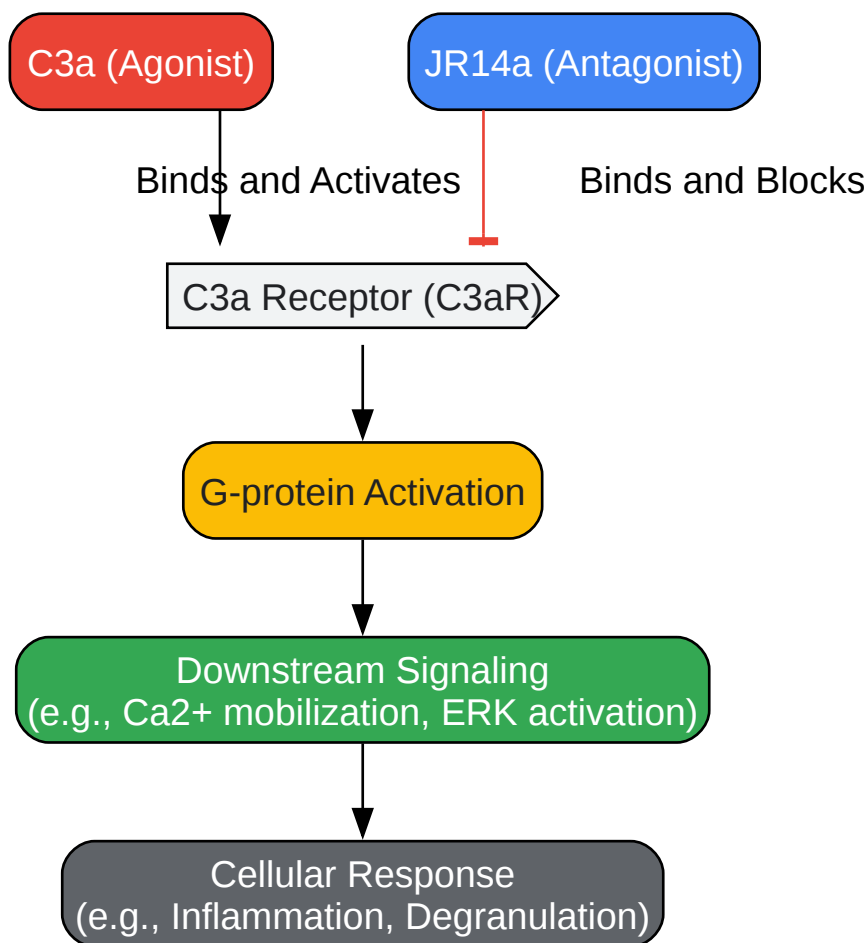 C3a (Agonist)
JR14a (Antagonist)
Binds and Activates
Binds and Blocks
C3a Receptor (C3aR)
G-protein Activation
Downstream Signaling
(e.g., Ca2+ mobilization, ERK activation)
Cellular Response
(e.g., Inflammation, Degranulation)